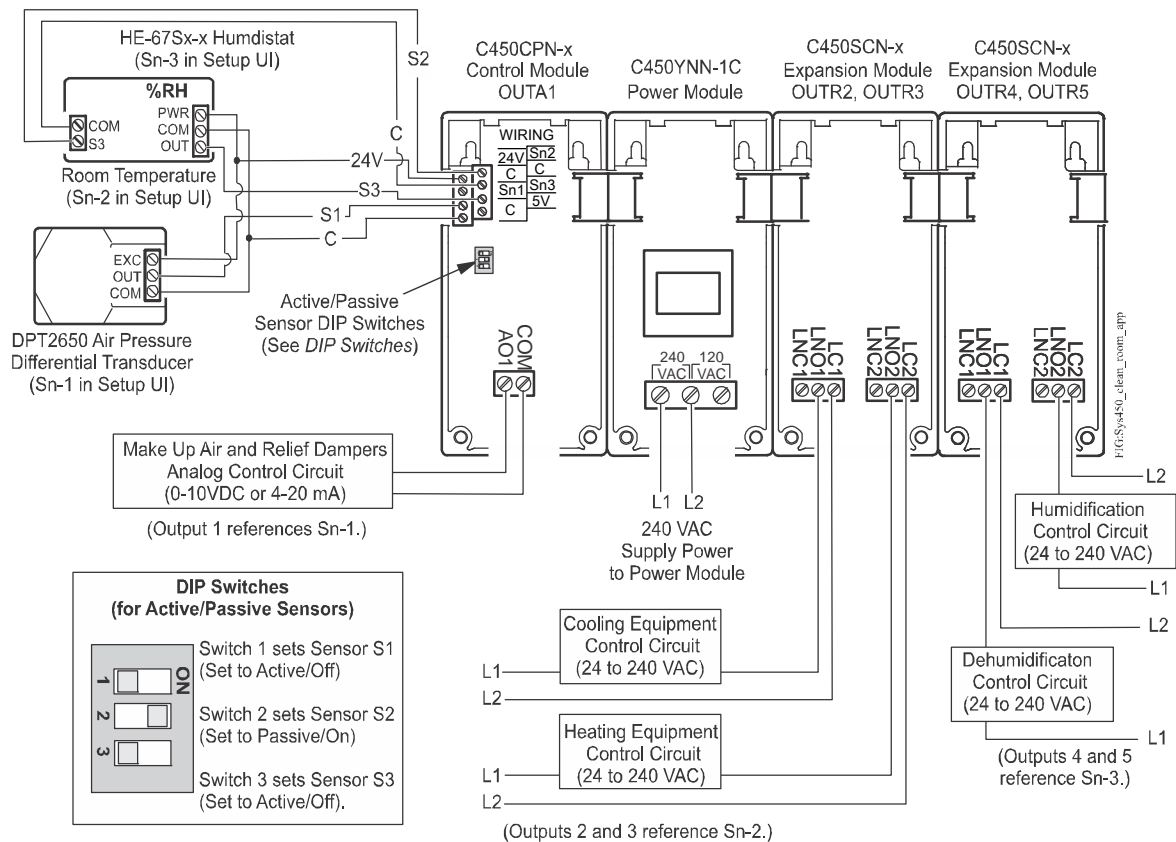 HE-67Sx-x Humdistat
(Sn-3 in Setup UI)
%RH
PWR
COM
OUT
COM
S3
Room Temperature
(Sn-2 in Setup UI)
EXC
OUT
COM
DPT2650 Air Pressure
Differential Transducer
(Sn-1 in Setup UI)
S2
C
24V
S3
S1
C
C450CPN-x
Control Module
OUTA1
WIRING
24V
Sn2
C
C
Sn1
Sn3
C
5V
Active/Passive
Sensor DIP Switches
(See DIP Switches)
AO1
COM
C450YNN-1C
Power Module
240
VAC
120
VAC
L1
L2
240 VAC
Supply Power
to Power Module
C450SCN-x
Expansion Module
OUTR2, OUTR3
LNC1
LNO1
LC1
LNC2
LNO2
LC2
C450SCN-x
Expansion Module
OUTR4, OUTR5
LNC1
LNO1
LC1
LNC2
LNO2
LC2
FIG:Sys450_clean_room_app
Make Up Air and Relief Dampers
Analog Control Circuit
(0-10VDC or 4-20 mA)
(Output 1 references Sn-1.)
L2
Humidification
Control Circuit
(24 to 240 VAC)
L1
L2
Dehumidificaton
Control Circuit
(24 to 240 VAC)
L1
(Outputs 4 and 5
reference Sn-3.)
Cooling Equipment
Control Circuit
(24 to 240 VAC)
L1
L2
Heating Equipment
Control Circuit
(24 to 240 VAC)
L1
L2
(Outputs 2 and 3 reference Sn-2.)
DIP Switches
(for Active/Passive Sensors)
ON
1
2
3
Switch 1 sets Sensor S1
(Set to Active/Off)
Switch 2 sets Sensor S2
(Set to Passive/On)
Switch 3 sets Sensor S3
(Set to Active/Off).